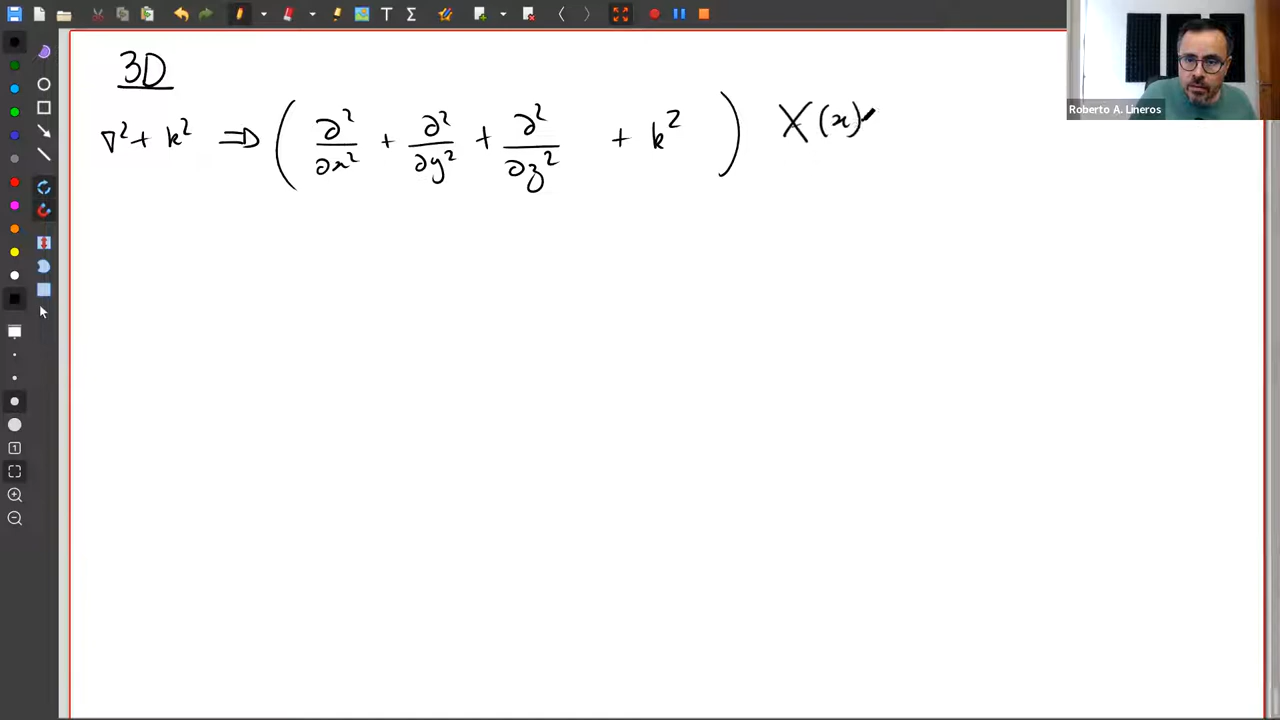 3D
∇² + k² ⇒ ( ∂²/∂x² + ∂²/∂y² + ∂²/∂z² + k² ) X(x)
Roberto A. Lineros